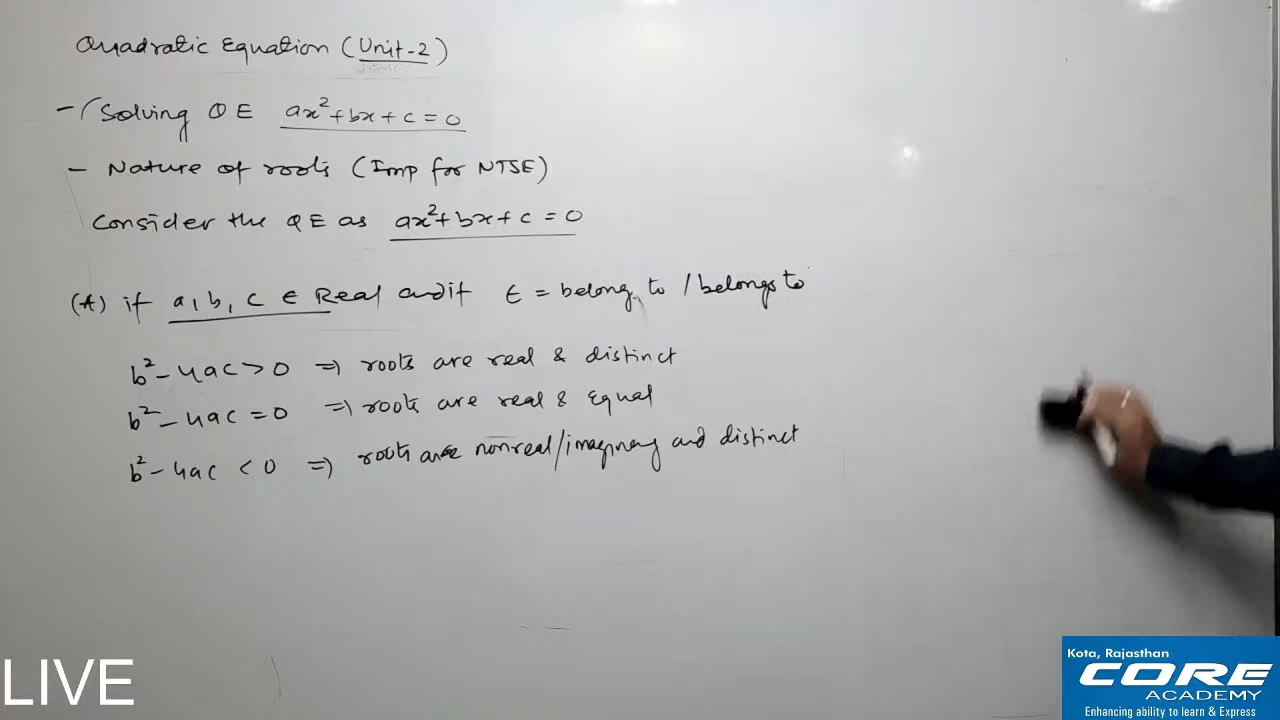 Quadratic Equation (Unit-2)
- Solving QE ax²+bx+c=0
- Nature of roots (Imp for NTSE)
Consider the QE as ax²+bx+c=0
(A) if a, b, c ∈ Real and if ∈ = belong to / belongs to
b²-4ac>0 ⇒ roots are real & distinct
b²-4ac=0 ⇒ roots are real & Equal
b²-4ac<0 ⇒ roots are nonreal/imaginary and distinct
LIVE
Kota, Rajasthan
CORE
ACADEMY
Enhancing ability to learn & Express